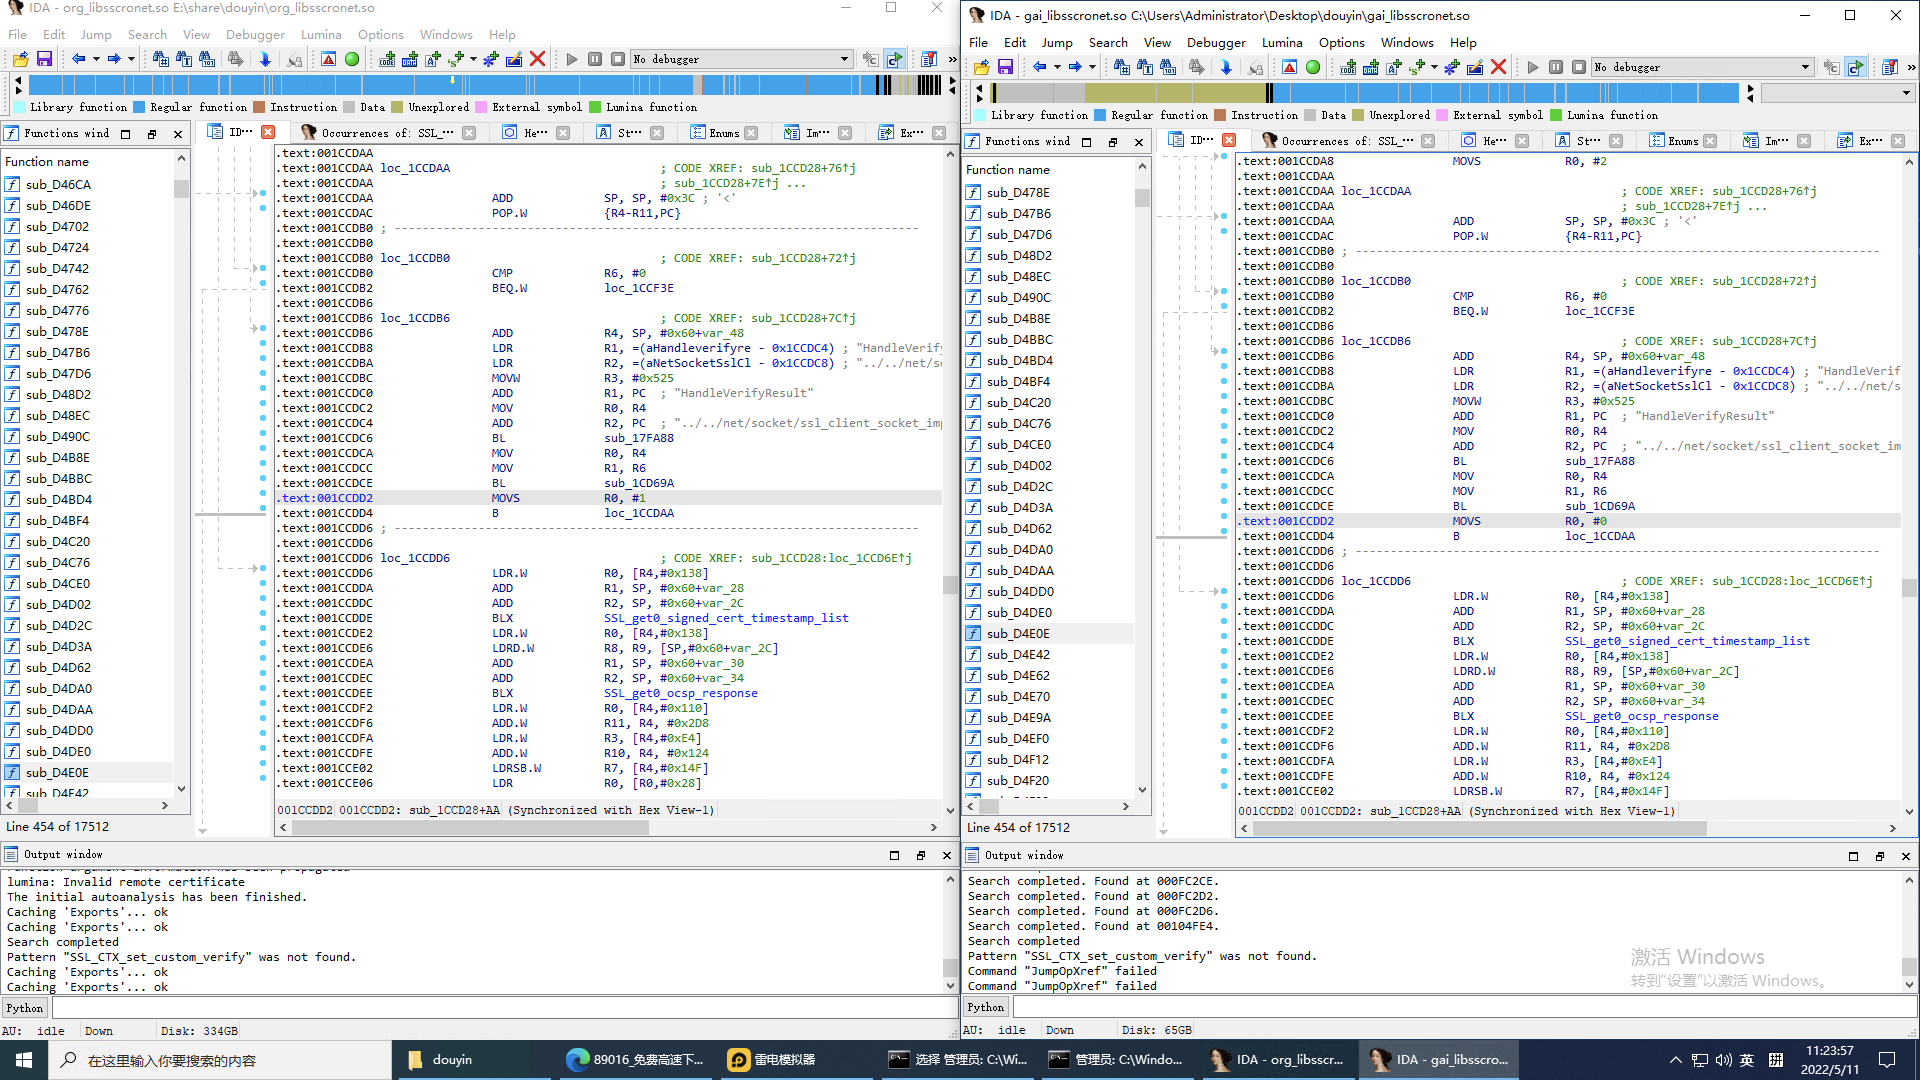 IDA - org_libsscronet.so E:\share\douyin\org_libsscronet.so
File Edit Jump Search View Debugger Lumina Options Windows Help
No debugger
Library function Regular function Instruction Data Unexplored External symbol Lumina function
Functions wind
ID··· Occurrences of: SSL_··· He··· St··· Enums Im··· Ex···
Function name
sub_D46CA
sub_D46DE
sub_D4702
sub_D4724
sub_D4742
sub_D4762
sub_D4776
sub_D478E
sub_D47B6
sub_D47D6
sub_D48D2
sub_D48EC
sub_D490C
sub_D4B8E
sub_D4BBC
sub_D4BD4
sub_D4BF4
sub_D4C20
sub_D4C76
sub_D4CE0
sub_D4D02
sub_D4D2C
sub_D4D3A
sub_D4D62
sub_D4DA0
sub_D4DAA
sub_D4DD0
sub_D4DE0
sub_D4E0E
sub_D4E42
Line 454 of 17512
.text:001CCDAA
.text:001CCDAA loc_1CCDAA ; CODE XREF: sub_1CCD28+76↑j
.text:001CCDAA ; sub_1CCD28+7E↑j ...
.text:001CCDAA ADD SP, SP, #0x3C ; '<'
.text:001CCDAC POP.W {R4-R11,PC}
.text:001CCDB0 ; ---------------------------------------------------------------------------
.text:001CCDB0
.text:001CCDB0 loc_1CCDB0 ; CODE XREF: sub_1CCD28+72↑j
.text:001CCDB0 CMP R6, #0
.text:001CCDB2 BEQ.W loc_1CCF3E
.text:001CCDB6
.text:001CCDB6 loc_1CCDB6 ; CODE XREF: sub_1CCD28+7C↑j
.text:001CCDB6 ADD R4, SP, #0x60+var_48
.text:001CCDB8 LDR R1, =(aHandleverifyre - 0x1CCDC4) ; "HandleVerify
.text:001CCDBA LDR R2, =(aNetSocketSslCl - 0x1CCDC8) ; "../../net/s
.text:001CCDBC MOVW R3, #0x525
.text:001CCDC0 ADD R1, PC ; "HandleVerifyResult"
.text:001CCDC2 MOV R0, R4
.text:001CCDC4 ADD R2, PC ; "../../net/socket/ssl_client_socket_im
.text:001CCDC6 BL sub_17FA88
.text:001CCDCA MOV R0, R4
.text:001CCDCC MOV R1, R6
.text:001CCDCE BL sub_1CD69A
.text:001CCDD2 MOVS R0, #1
.text:001CCDD4 B loc_1CCDAA
.text:001CCDD6 ; ---------------------------------------------------------------------------
.text:001CCDD6
.text:001CCDD6 loc_1CCDD6 ; CODE XREF: sub_1CCD28:loc_1CCD6E↑j
.text:001CCDD6 LDR.W R0, [R4,#0x138]
.text:001CCDDA ADD R1, SP, #0x60+var_28
.text:001CCDDC ADD R2, SP, #0x60+var_2C
.text:001CCDDE BLX SSL_get0_signed_cert_timestamp_list
.text:001CCDE2 LDR.W R0, [R4,#0x138]
.text:001CCDE6 LDRD.W R8, R9, [SP,#0x60+var_2C]
.text:001CCDEA ADD R1, SP, #0x60+var_30
.text:001CCDEC ADD R2, SP, #0x60+var_34
.text:001CCDEE BLX SSL_get0_ocsp_response
.text:001CCDF2 LDR.W R0, [R4,#0x110]
.text:001CCDF6 ADD.W R11, R4, #0x2D8
.text:001CCDFA LDR.W R3, [R4,#0xE4]
.text:001CCDFE ADD.W R10, R4, #0x124
.text:001CCE02 LDRSB.W R7, [R4,#0x14F]
.text:001CCE06 LDR R0, [R0,#0x28]
001CCDD2 001CCDD2: sub_1CCD28+AA (Synchronized with Hex View-1)
Output window
lumina: Invalid remote certificate
The initial autoanalysis has been finished.
Caching 'Exports'... ok
Caching 'Exports'... ok
Search completed
Pattern "SSL_CTX_set_custom_verify" was not found.
Caching 'Exports'... ok
Caching 'Exports'... ok
Python
AU: idle Down Disk: 334GB
IDA - gai_libsscronet.so C:\Users\Administrator\Desktop\douyin\gai_libsscronet.so
File Edit Jump Search View Debugger Lumina Options Windows Help
No debugger
Library function Regular function Instruction Data Unexplored External symbol Lumina function
Functions wind
ID··· Occurrences of: SSL_··· He··· St··· Enums Im··· Ex···
Function name
sub_D478E
sub_D47B6
sub_D47D6
sub_D48D2
sub_D48EC
sub_D490C
sub_D4B8E
sub_D4BBC
sub_D4BD4
sub_D4BF4
sub_D4C20
sub_D4C76
sub_D4CE0
sub_D4D02
sub_D4D2C
sub_D4D3A
sub_D4D62
sub_D4DA0
sub_D4DAA
sub_D4DD0
sub_D4DE0
sub_D4E0E
sub_D4E42
sub_D4E62
sub_D4E70
sub_D4E9A
sub_D4EF0
sub_D4F12
sub_D4F20
Line 454 of 17512
.text:001CCDA8 MOVS R0, #2
.text:001CCDAA
.text:001CCDAA loc_1CCDAA ; CODE XREF: sub_1CCD28+76↑j
.text:001CCDAA ; sub_1CCD28+7E↑j ...
.text:001CCDAA ADD SP, SP, #0x3C ; '<'
.text:001CCDAC POP.W {R4-R11,PC}
.text:001CCDB0 ; ---------------------------------------------------------------------------
.text:001CCDB0
.text:001CCDB0 loc_1CCDB0 ; CODE XREF: sub_1CCD28+72↑j
.text:001CCDB0 CMP R6, #0
.text:001CCDB2 BEQ.W loc_1CCF3E
.text:001CCDB6
.text:001CCDB6 loc_1CCDB6 ; CODE XREF: sub_1CCD28+7C↑j
.text:001CCDB6 ADD R4, SP, #0x60+var_48
.text:001CCDB8 LDR R1, =(aHandleverifyre - 0x1CCDC4) ; "HandleVerif
.text:001CCDBA LDR R2, =(aNetSocketSslCl - 0x1CCDC8) ; "../../net/s
.text:001CCDBC MOVW R3, #0x525
.text:001CCDC0 ADD R1, PC ; "HandleVerifyResult"
.text:001CCDC2 MOV R0, R4
.text:001CCDC4 ADD R2, PC ; "../../net/socket/ssl_client_socket_im
.text:001CCDC6 BL sub_17FA88
.text:001CCDCA MOV R0, R4
.text:001CCDCC MOV R1, R6
.text:001CCDCE BL sub_1CD69A
.text:001CCDD2 MOVS R0, #0
.text:001CCDD4 B loc_1CCDAA
.text:001CCDD6 ; ---------------------------------------------------------------------------
.text:001CCDD6
.text:001CCDD6 loc_1CCDD6 ; CODE XREF: sub_1CCD28:loc_1CCD6E↑j
.text:001CCDD6 LDR.W R0, [R4,#0x138]
.text:001CCDDA ADD R1, SP, #0x60+var_28
.text:001CCDDC ADD R2, SP, #0x60+var_2C
.text:001CCDDE BLX SSL_get0_signed_cert_timestamp_list
.text:001CCDE2 LDR.W R0, [R4,#0x138]
.text:001CCDE6 LDRD.W R8, R9, [SP,#0x60+var_2C]
.text:001CCDEA ADD R1, SP, #0x60+var_30
.text:001CCDEC ADD R2, SP, #0x60+var_34
.text:001CCDEE BLX SSL_get0_ocsp_response
.text:001CCDF2 LDR.W R0, [R4,#0x110]
.text:001CCDF6 ADD.W R11, R4, #0x2D8
.text:001CCDFA LDR.W R3, [R4,#0xE4]
.text:001CCDFE ADD.W R10, R4, #0x124
.text:001CCE02 LDRSB.W R7, [R4,#0x14F]
001CCDD2 001CCDD2: sub_1CCD28+AA (Synchronized with Hex View-1)
Output window
Search completed. Found at 000FC2CE.
Search completed. Found at 000FC2D2.
Search completed. Found at 000FC2D6.
Search completed. Found at 00104FE4.
Search completed
Pattern "SSL_CTX_set_custom_verify" was not found.
Command "JumpOpXref" failed
Command "JumpOpXref" failed
激活 Windows
转到"设置"以激活 Windows。
Python
AU: idle Down Disk: 65GB
在这里输入你要搜索的内容
douyin
89016_免费高速下...
雷电模拟器
选择 管理员: C:\Wi...
管理员: C:\Windo...
IDA - org_libsscr...
IDA - gai_libsscro...
英
11:23:57
2022/5/11